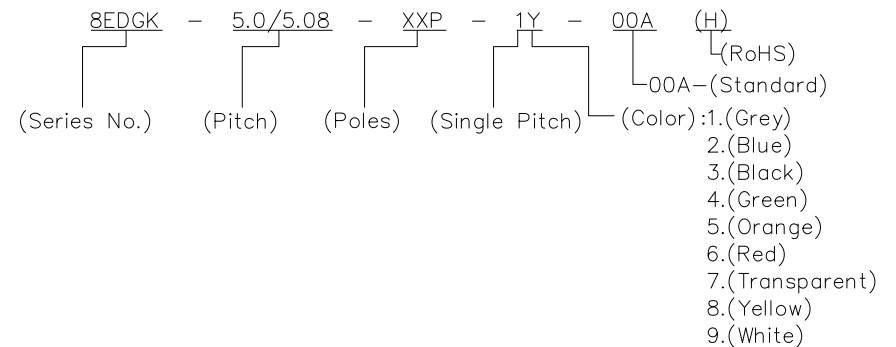 8EDGK - 5.0/5.08 - XXP - 1Y - 00A (H)
(RoHS)
00A-(Standard)
(Series No.) (Pitch) (Poles) (Single Pitch) (Color):1.(Grey)
2.(Blue)
3.(Black)
4.(Green)
5.(Orange)
6.(Red)
7.(Transparent)
8.(Yellow)
9.(White)